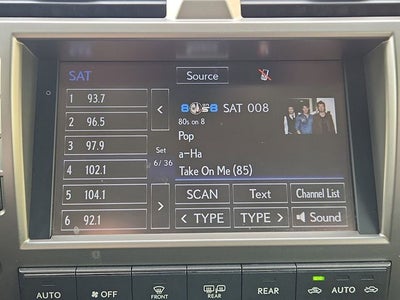 SAT
Source
1 93.7
2 96.5
3 97.9
4 102.1
5 104.1
6 92.1
<
Set
6/36
>
SAT 008
80s on 8
Pop
a-Ha
Take On Me (85)
SCAN
Text
Channel List
< TYPE
TYPE >
Sound
AUTO
OFF
FRONT
REAR
REAR
AUTO